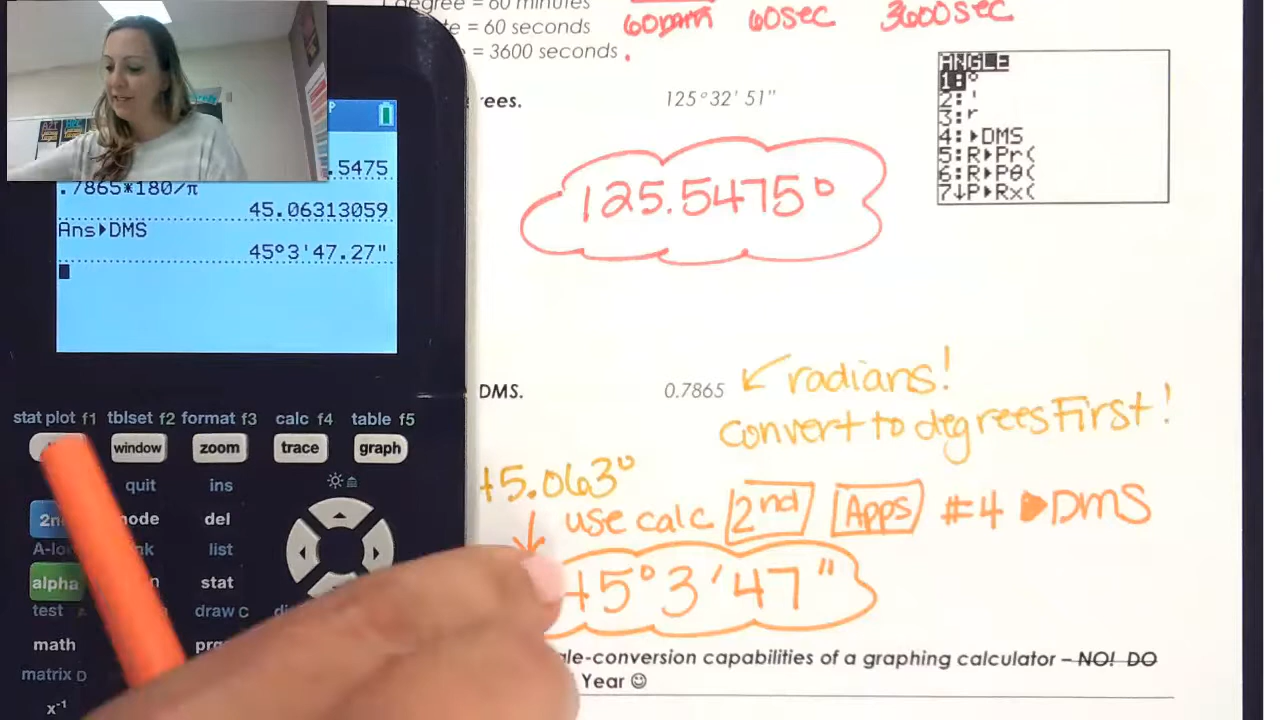 degree = 60 minutes
= 60 seconds
= 3600 seconds .
60min 60sec 3600sec
ees.
125°32' 51"
125.5475°
ANGLE
1:°
2:'
3:r
4:►DMS
5:R►Pr(
6:R►Pθ(
7↓P►Rx(
.5475
.7865*180/π
45.06313059
Ans►DMS
45°3'47.27"
DMS.
0.7865
radians!
convert to degrees First!
45.063°
use calc 2nd Apps #4 ►DMS
45°3'47"
le-conversion capabilities of a graphing calculator – NO! DO
Year ☺
stat plot f1 tblset f2 format f3 calc f4 table f5
window zoom trace graph
quit ins
2nd mode del
A-lo list
alpha stat
test draw C
math
matrix D
x⁻¹